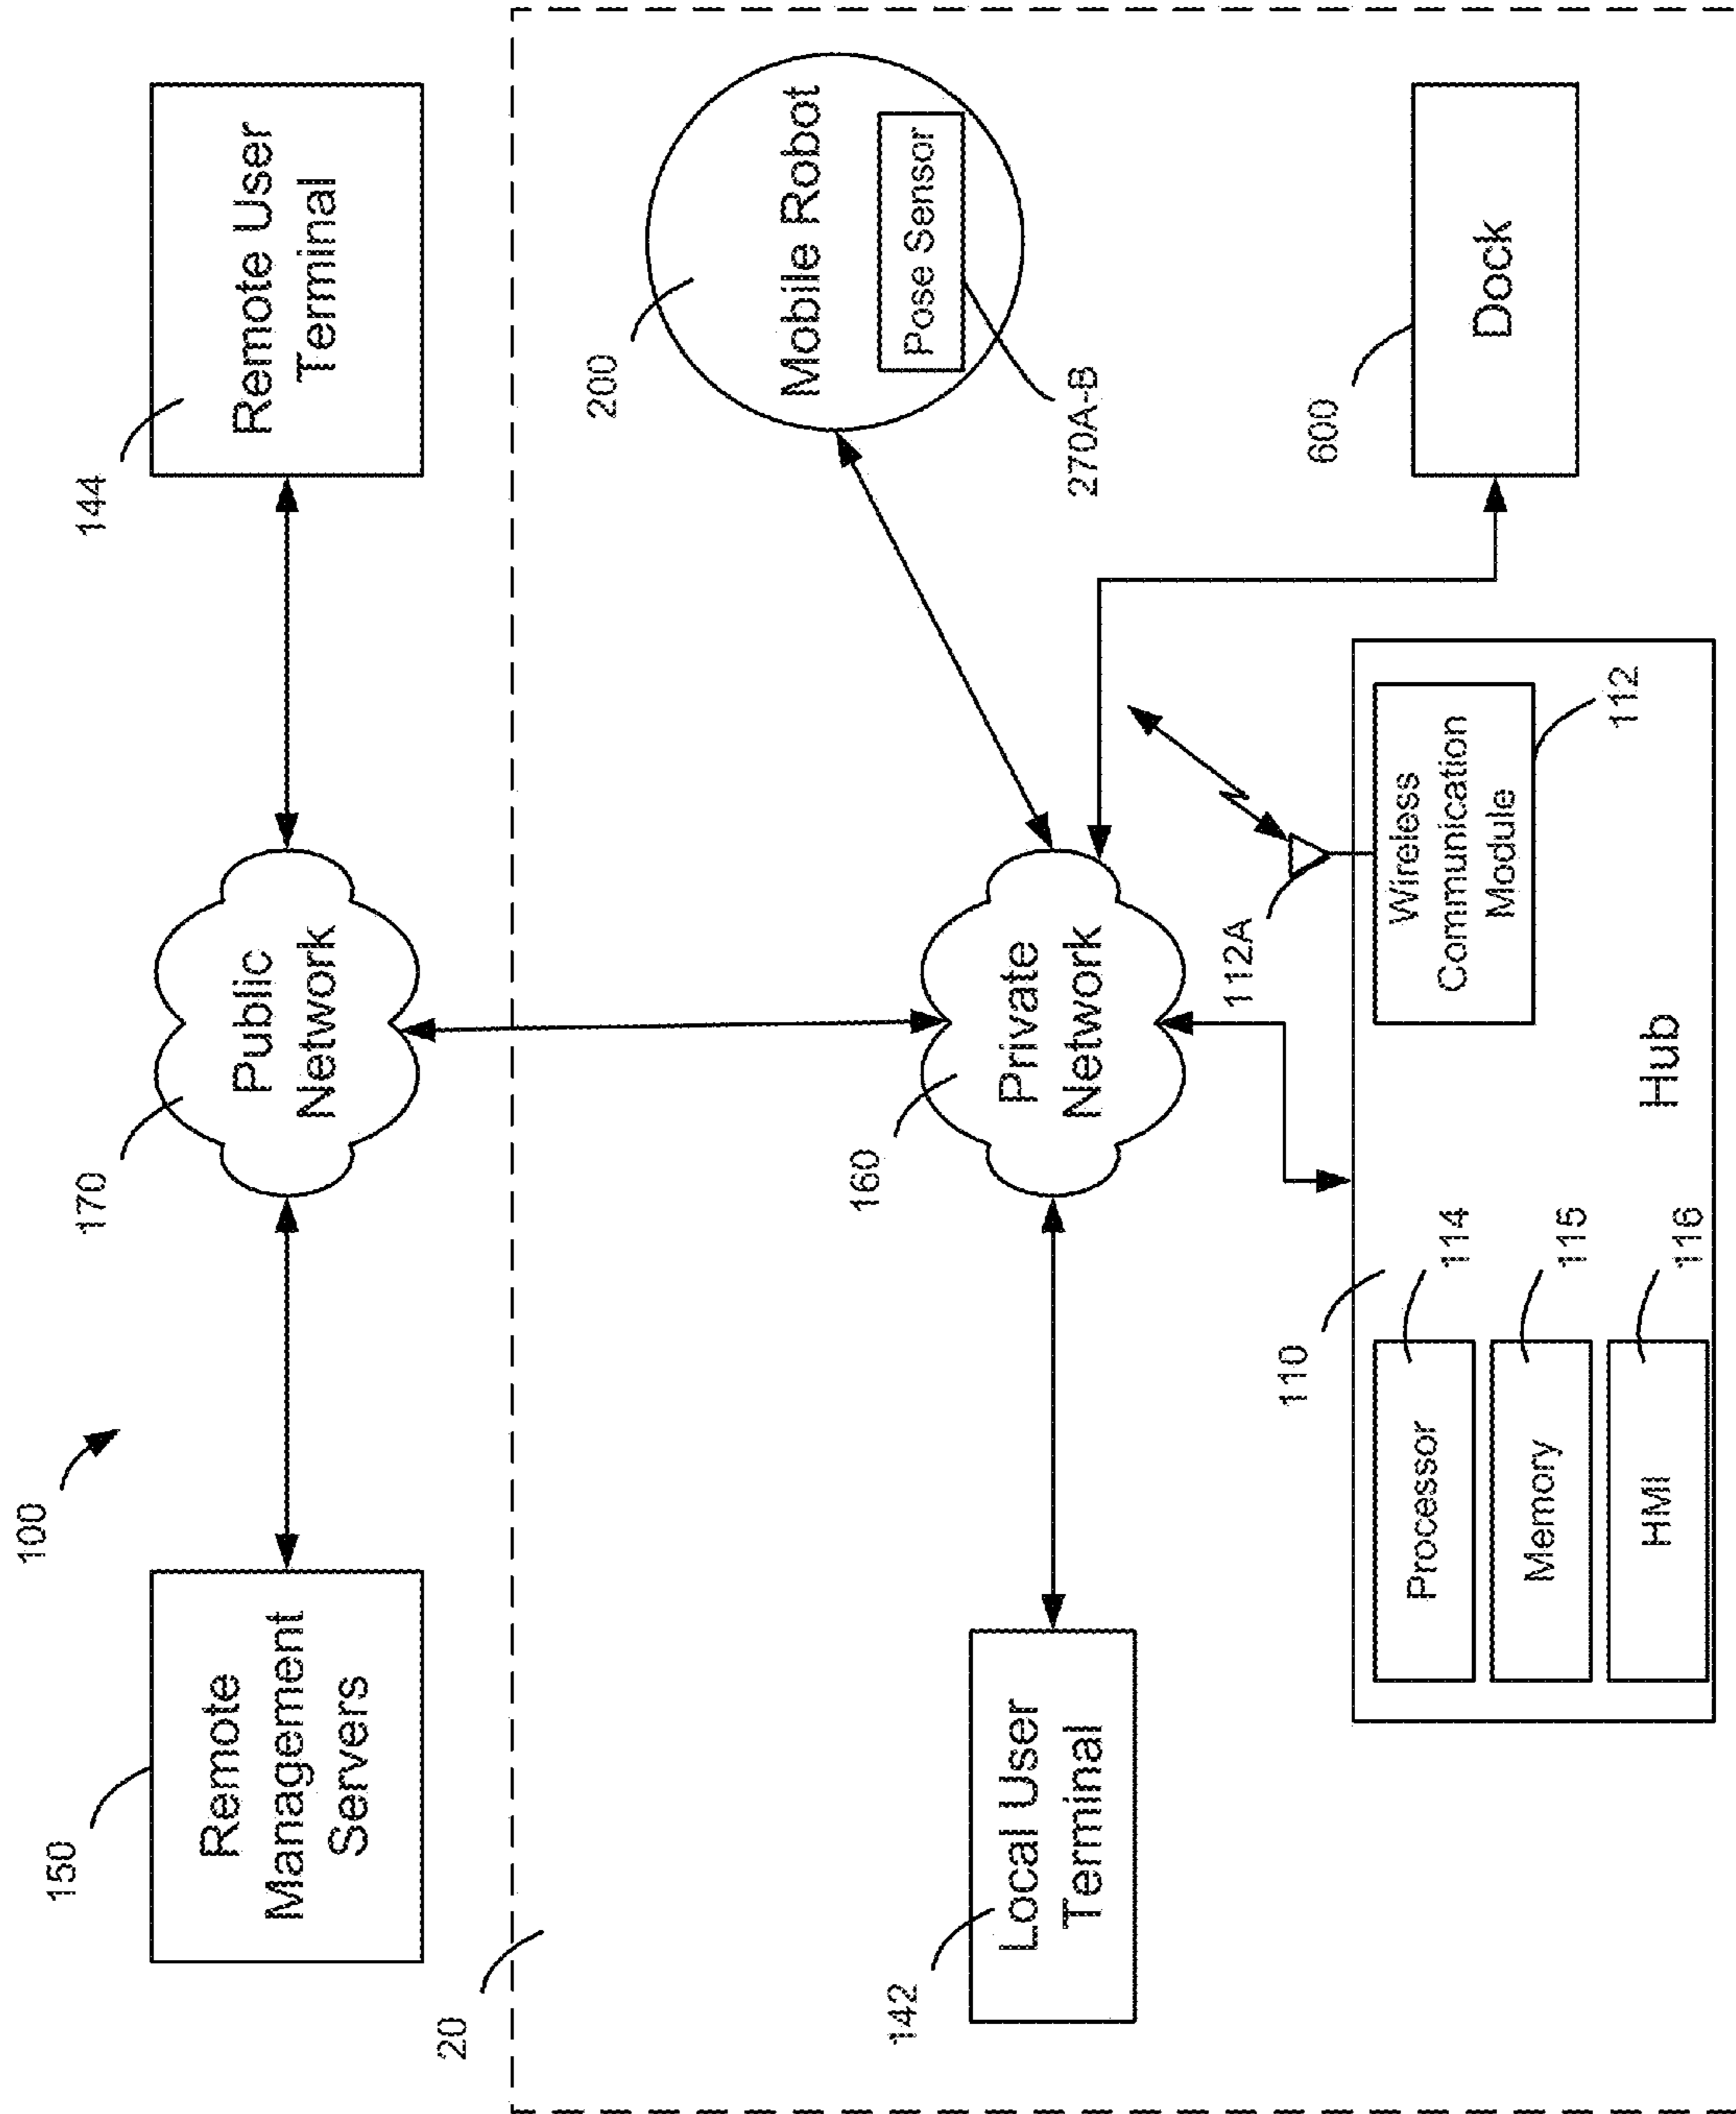 100
150
Remote
Management
Servers
170
Public
Network
144
Remote User
Terminal
20
142
Local User
Terminal
160
Private
Network
200
Mobile Robot
Pose Sensor
270A-B
110
Processor
114
Memory
115
HMI
116
Hub
112A
Wireless
Communication
Module
112
600
Dock